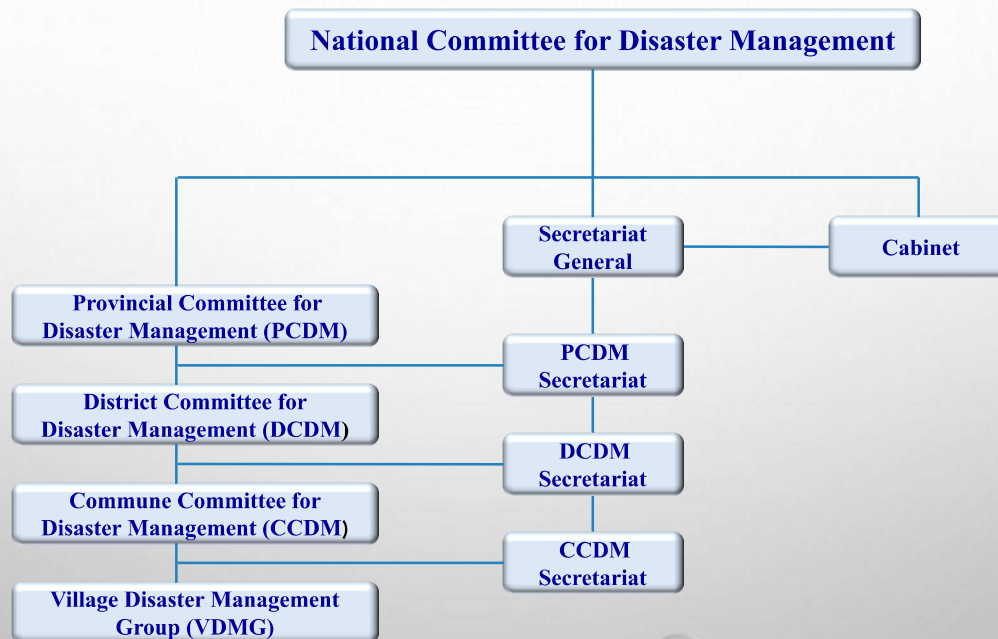 National Committee for Disaster Management
Secretariat
General
Cabinet
Provincial Committee for
Disaster Management (PCDM)
PCDM
Secretariat
District Committee for
Disaster Management (DCDM)
DCDM
Secretariat
Commune Committee for
Disaster Management (CCDM)
CCDM
Secretariat
Village Disaster Management
Group (VDMG)